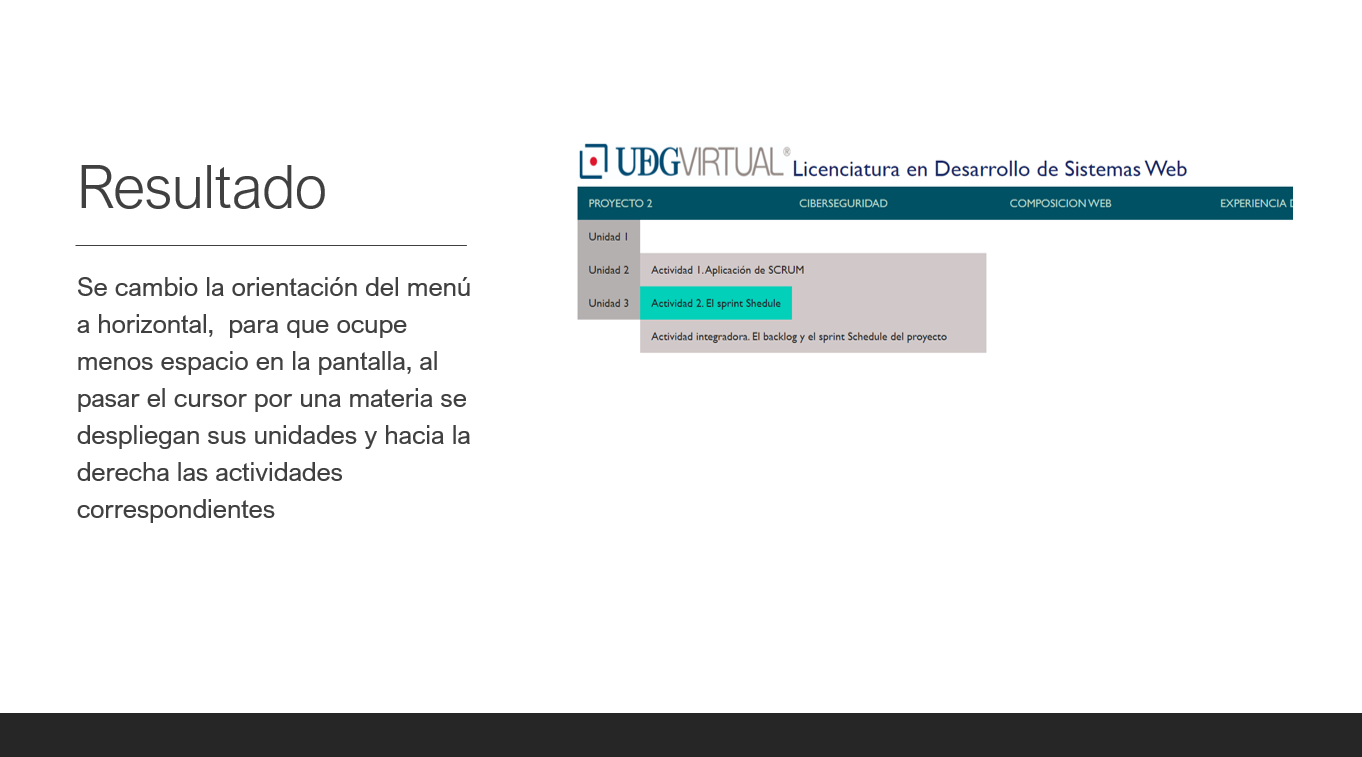 Resultado
Se cambio la orientación del menú
a horizontal,  para que ocupe
menos espacio en la pantalla, al
pasar el cursor por una materia se
despliegan sus unidades y hacia la
derecha las actividades
correspondientes
UDGVIRTUAL® Licenciatura en Desarrollo de Sistemas Web
PROYECTO 2 CIBERSEGURIDAD COMPOSICION WEB EXPERIENCIA
Unidad 1
Unidad 2 Actividad 1. Aplicación de SCRUM
Unidad 3 Actividad 2. El sprint Shedule
Actividad integradora. El backlog y el sprint Schedule del proyecto